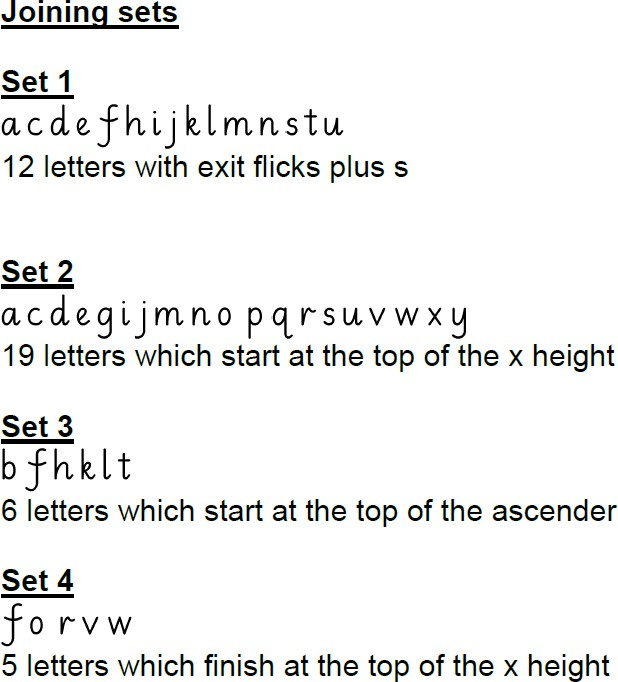 Joining sets
Set 1
a c d e f h i j k l m n s t u
12 letters with exit flicks plus s
Set 2
a c d e g i j m n o p q r s u v w x y
19 letters which start at the top of the x height
Set 3
b f h k l t
6 letters which start at the top of the ascender
Set 4
f o r v w
5 letters which finish at the top of the x height